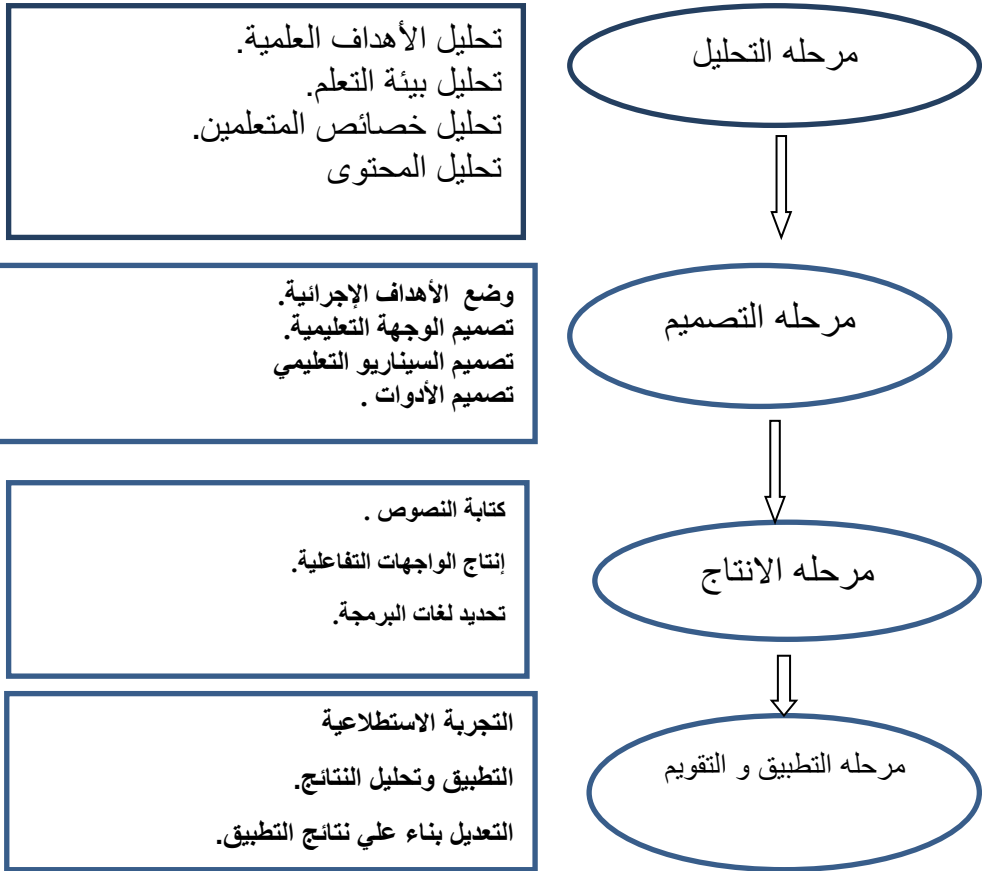 مرحله التحليل
تحليل الأهداف العلمية.
تحليل بيئة التعلم.
تحليل خصائص المتعلمين.
تحليل المحتوى
مرحله التصميم
وضع الأهداف الإجرائية.
تصميم الوجهة التعليمية.
تصميم السيناريو التعليمي
تصميم الأدوات .
مرحله الانتاج
كتابة النصوص .
إنتاج الواجهات التفاعلية.
تحديد لغات البرمجة.
مرحله التطبيق و التقويم
التجربة الاستطلاعية
التطبيق وتحليل النتائج.
التعديل بناء علي نتائج التطبيق.